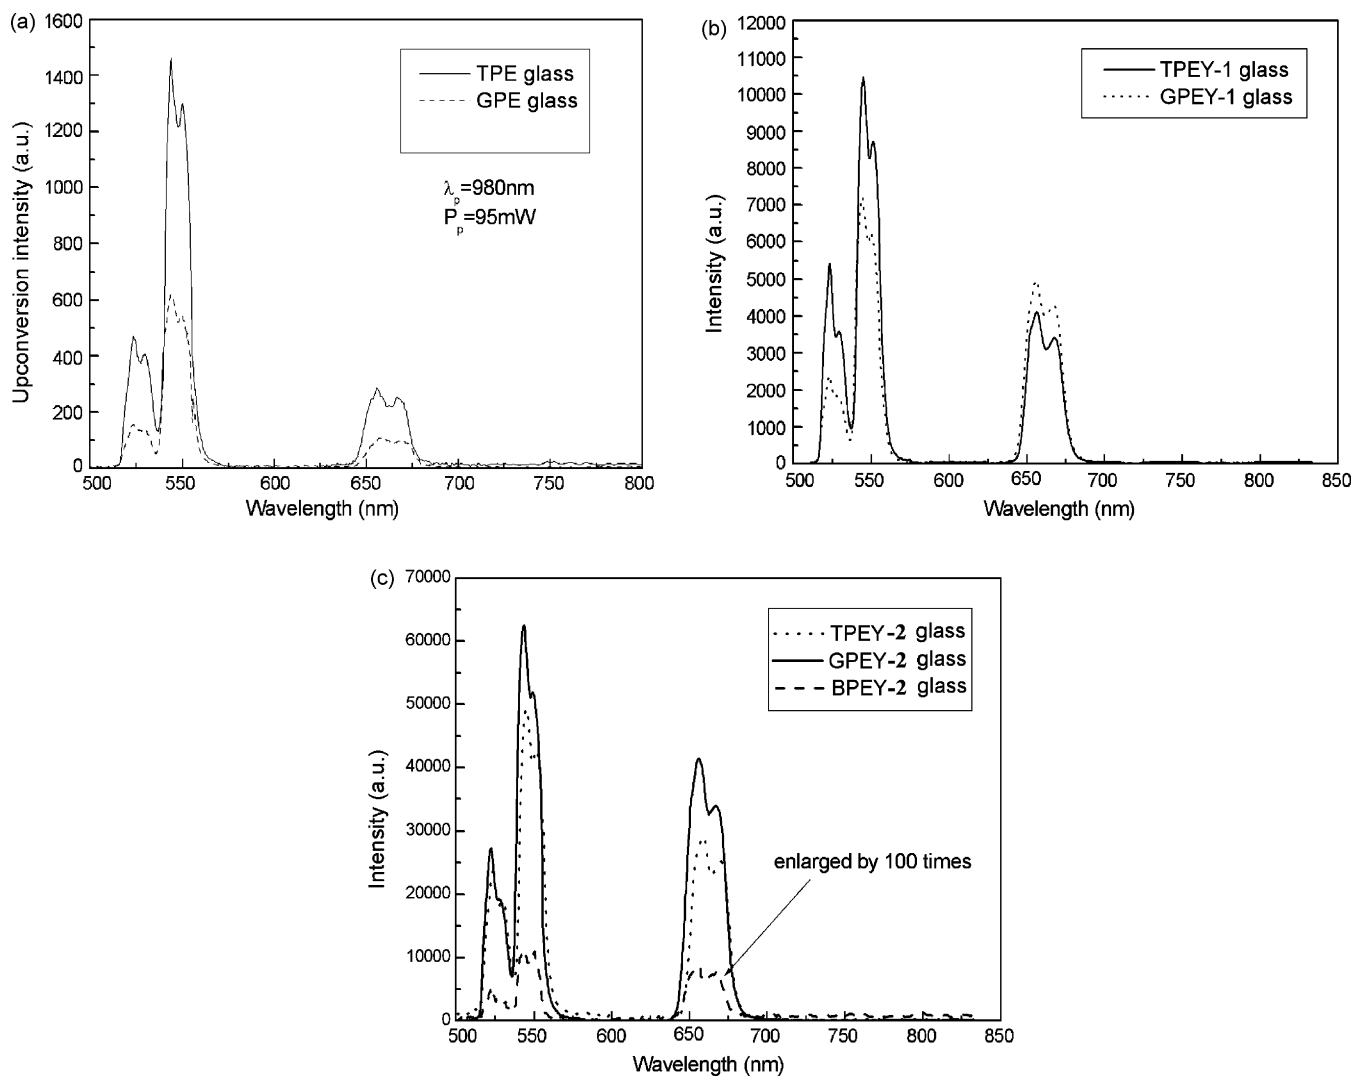 (a)
1600
1400
1200
1000
800
600
400
200
0
Upconversion intensity (a.u.)
TPE glass
GPE glass
λp=980nm
Pp=95mW
500 550 600 650 700 750 800
Wavelength (nm)
(b)
12000
11000
10000
9000
8000
7000
6000
5000
4000
3000
2000
1000
0
Intensity (a.u.)
TPEY-1 glass
GPEY-1 glass
500 550 600 650 700 750 800 850
Wavelength (nm)
(c)
70000
60000
50000
40000
30000
20000
10000
0
Intensity (a.u.)
TPEY-2 glass
GPEY-2 glass
BPEY-2 glass
enlarged by 100 times
500 550 600 650 700 750 800 850
Wavelength (nm)